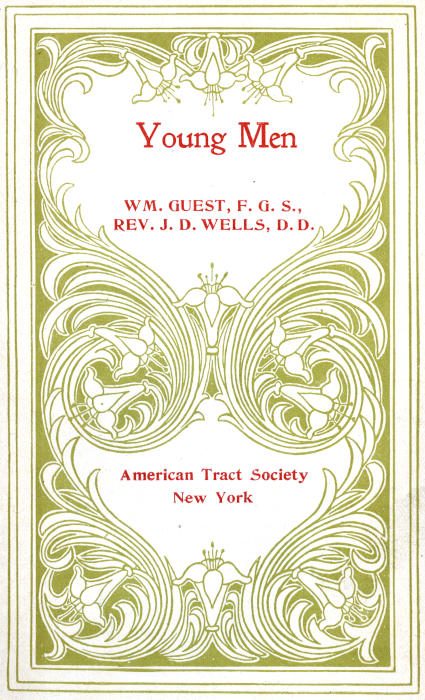 Young Men
WM. GUEST, F. G. S.,
REV. J. D. WELLS, D. D.
American Tract Society
New York